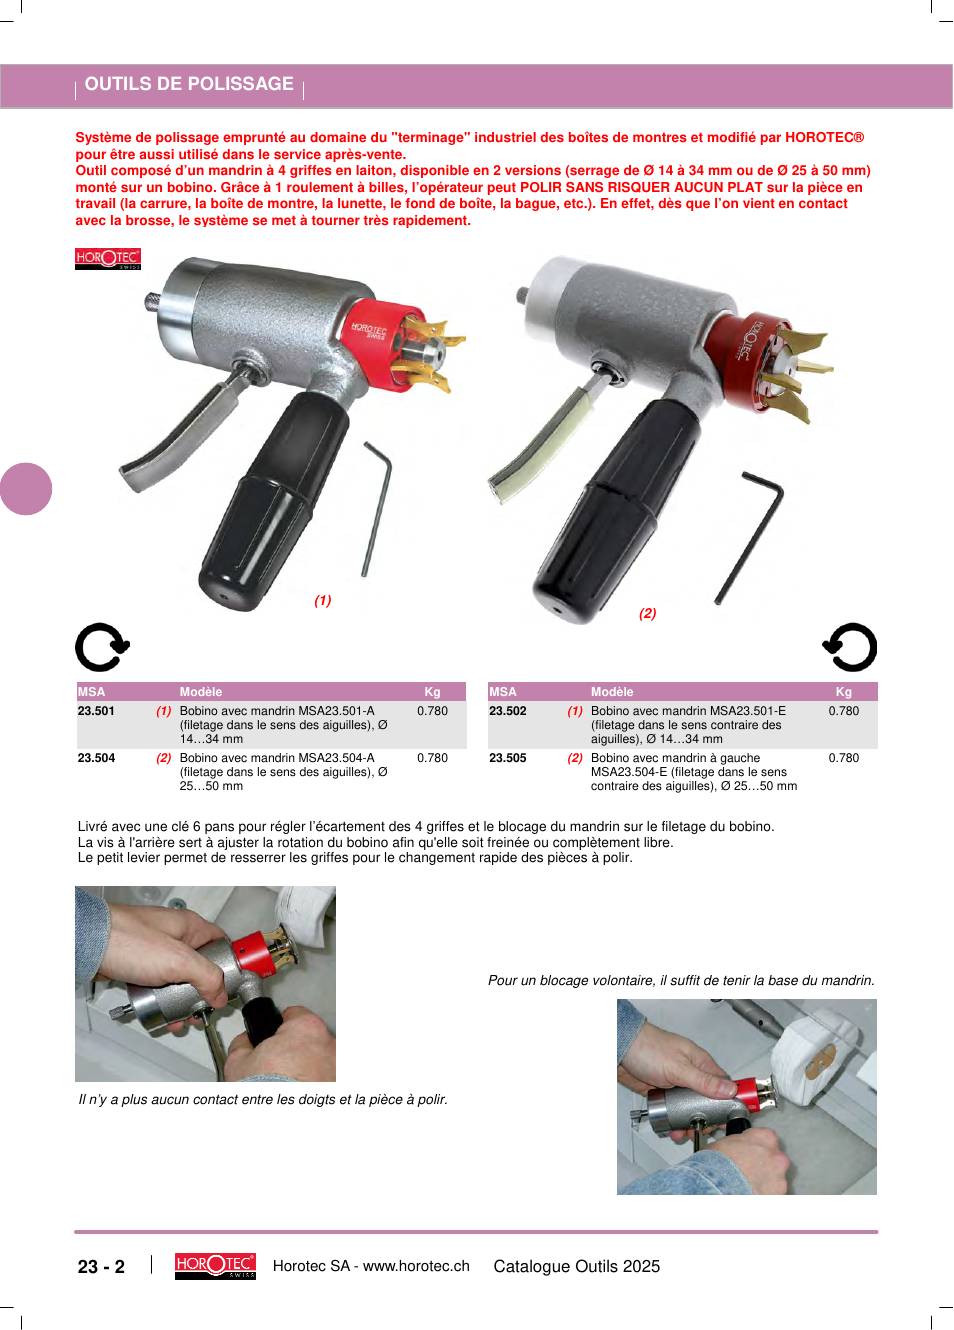 OUTILS DE POLISSAGE
Système de polissage emprunté au domaine du "terminage" industriel des boîtes de montres et modifié par HOROTEC®
pour être aussi utilisé dans le service après-vente.
Outil composé d'un mandrin à 4 griffes en laiton, disponible en 2 versions (serrage de Ø 14 à 34 mm ou de Ø 25 à 50 mm)
monté sur un bobino. Grâce à 1 roulement à billes, l'opérateur peut POLIR SANS RISQUER AUCUN PLAT sur la pièce en
travail (la carrure, la boîte de montre, la lunette, le fond de boîte, la bague, etc.). En effet, dès que l'on vient en contact
avec la brosse, le système se met à tourner très rapidement.
HOROTEC®
SWISS
HOROTEC
SWISS
HOROTEC®
(1)
(2)
MSA Modèle Kg
23.501 (1) Bobino avec mandrin MSA23.501-A 0.780
(filetage dans le sens des aiguilles), Ø
14…34 mm
23.504 (2) Bobino avec mandrin MSA23.504-A 0.780
(filetage dans le sens des aiguilles), Ø
25…50 mm
MSA Modèle Kg
23.502 (1) Bobino avec mandrin MSA23.501-E 0.780
(filetage dans le sens contraire des
aiguilles), Ø 14…34 mm
23.505 (2) Bobino avec mandrin à gauche 0.780
MSA23.504-E (filetage dans le sens
contraire des aiguilles), Ø 25…50 mm
Livré avec une clé 6 pans pour régler l'écartement des 4 griffes et le blocage du mandrin sur le filetage du bobino.
La vis à l'arrière sert à ajuster la rotation du bobino afin qu'elle soit freinée ou complètement libre.
Le petit levier permet de resserrer les griffes pour le changement rapide des pièces à polir.
Pour un blocage volontaire, il suffit de tenir la base du mandrin.
Il n'y a plus aucun contact entre les doigts et la pièce à polir.
23 - 2
HOROTEC®
SWISS
Horotec SA - www.horotec.ch Catalogue Outils 2025